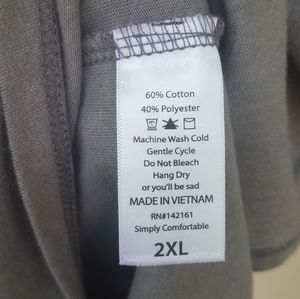 60% Cotton
40% Polyester
Machine Wash Cold
Gentle Cycle
Do Not Bleach
Hang Dry
or you'll be sad
MADE IN VIETNAM
RN#142161
Simply Comfortable
2XL